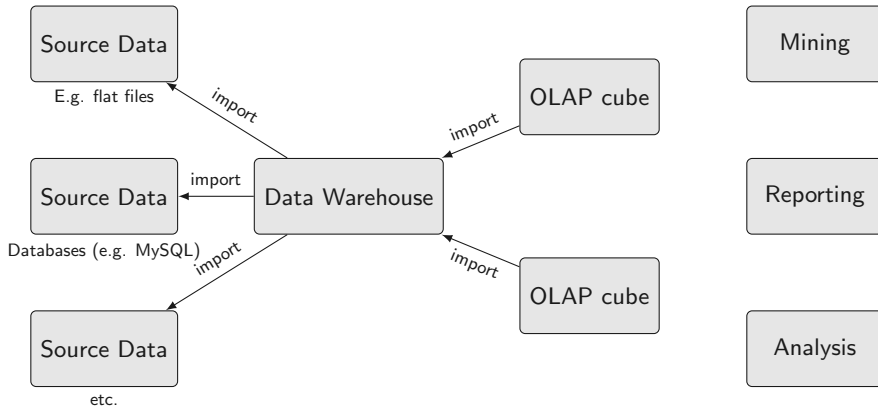 Source Data
E.g. flat files
import
Source Data
Databases (e.g. MySQL)
import
Source Data
etc.
import
Data Warehouse
OLAP cube
import
OLAP cube
import
Mining
Reporting
Analysis